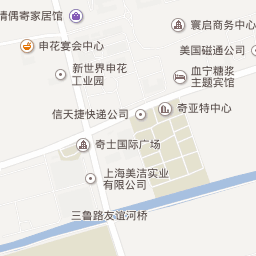 情偶寄家居馆
寰启商务中心
申花宴会中心
美国磁通公司
新世界申花
工业园
血宁糖浆
主题宾馆
信天捷快递公司
奇亚特中心
奇士国际广场
上海美洁实业
有限公司
三鲁路友谊河桥